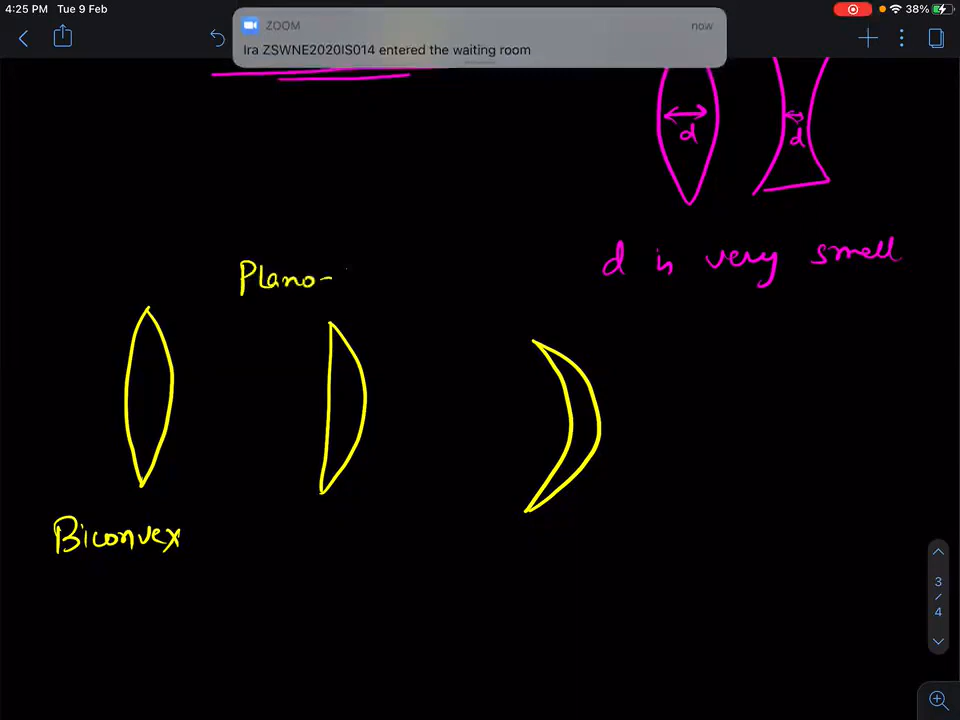 4:25 PM Tue 9 Feb
38%
ZOOM
now
Ira ZSWNE2020IS014 entered the waiting room
d
d
d is very small
Plano-
Biconvex
3
/
4